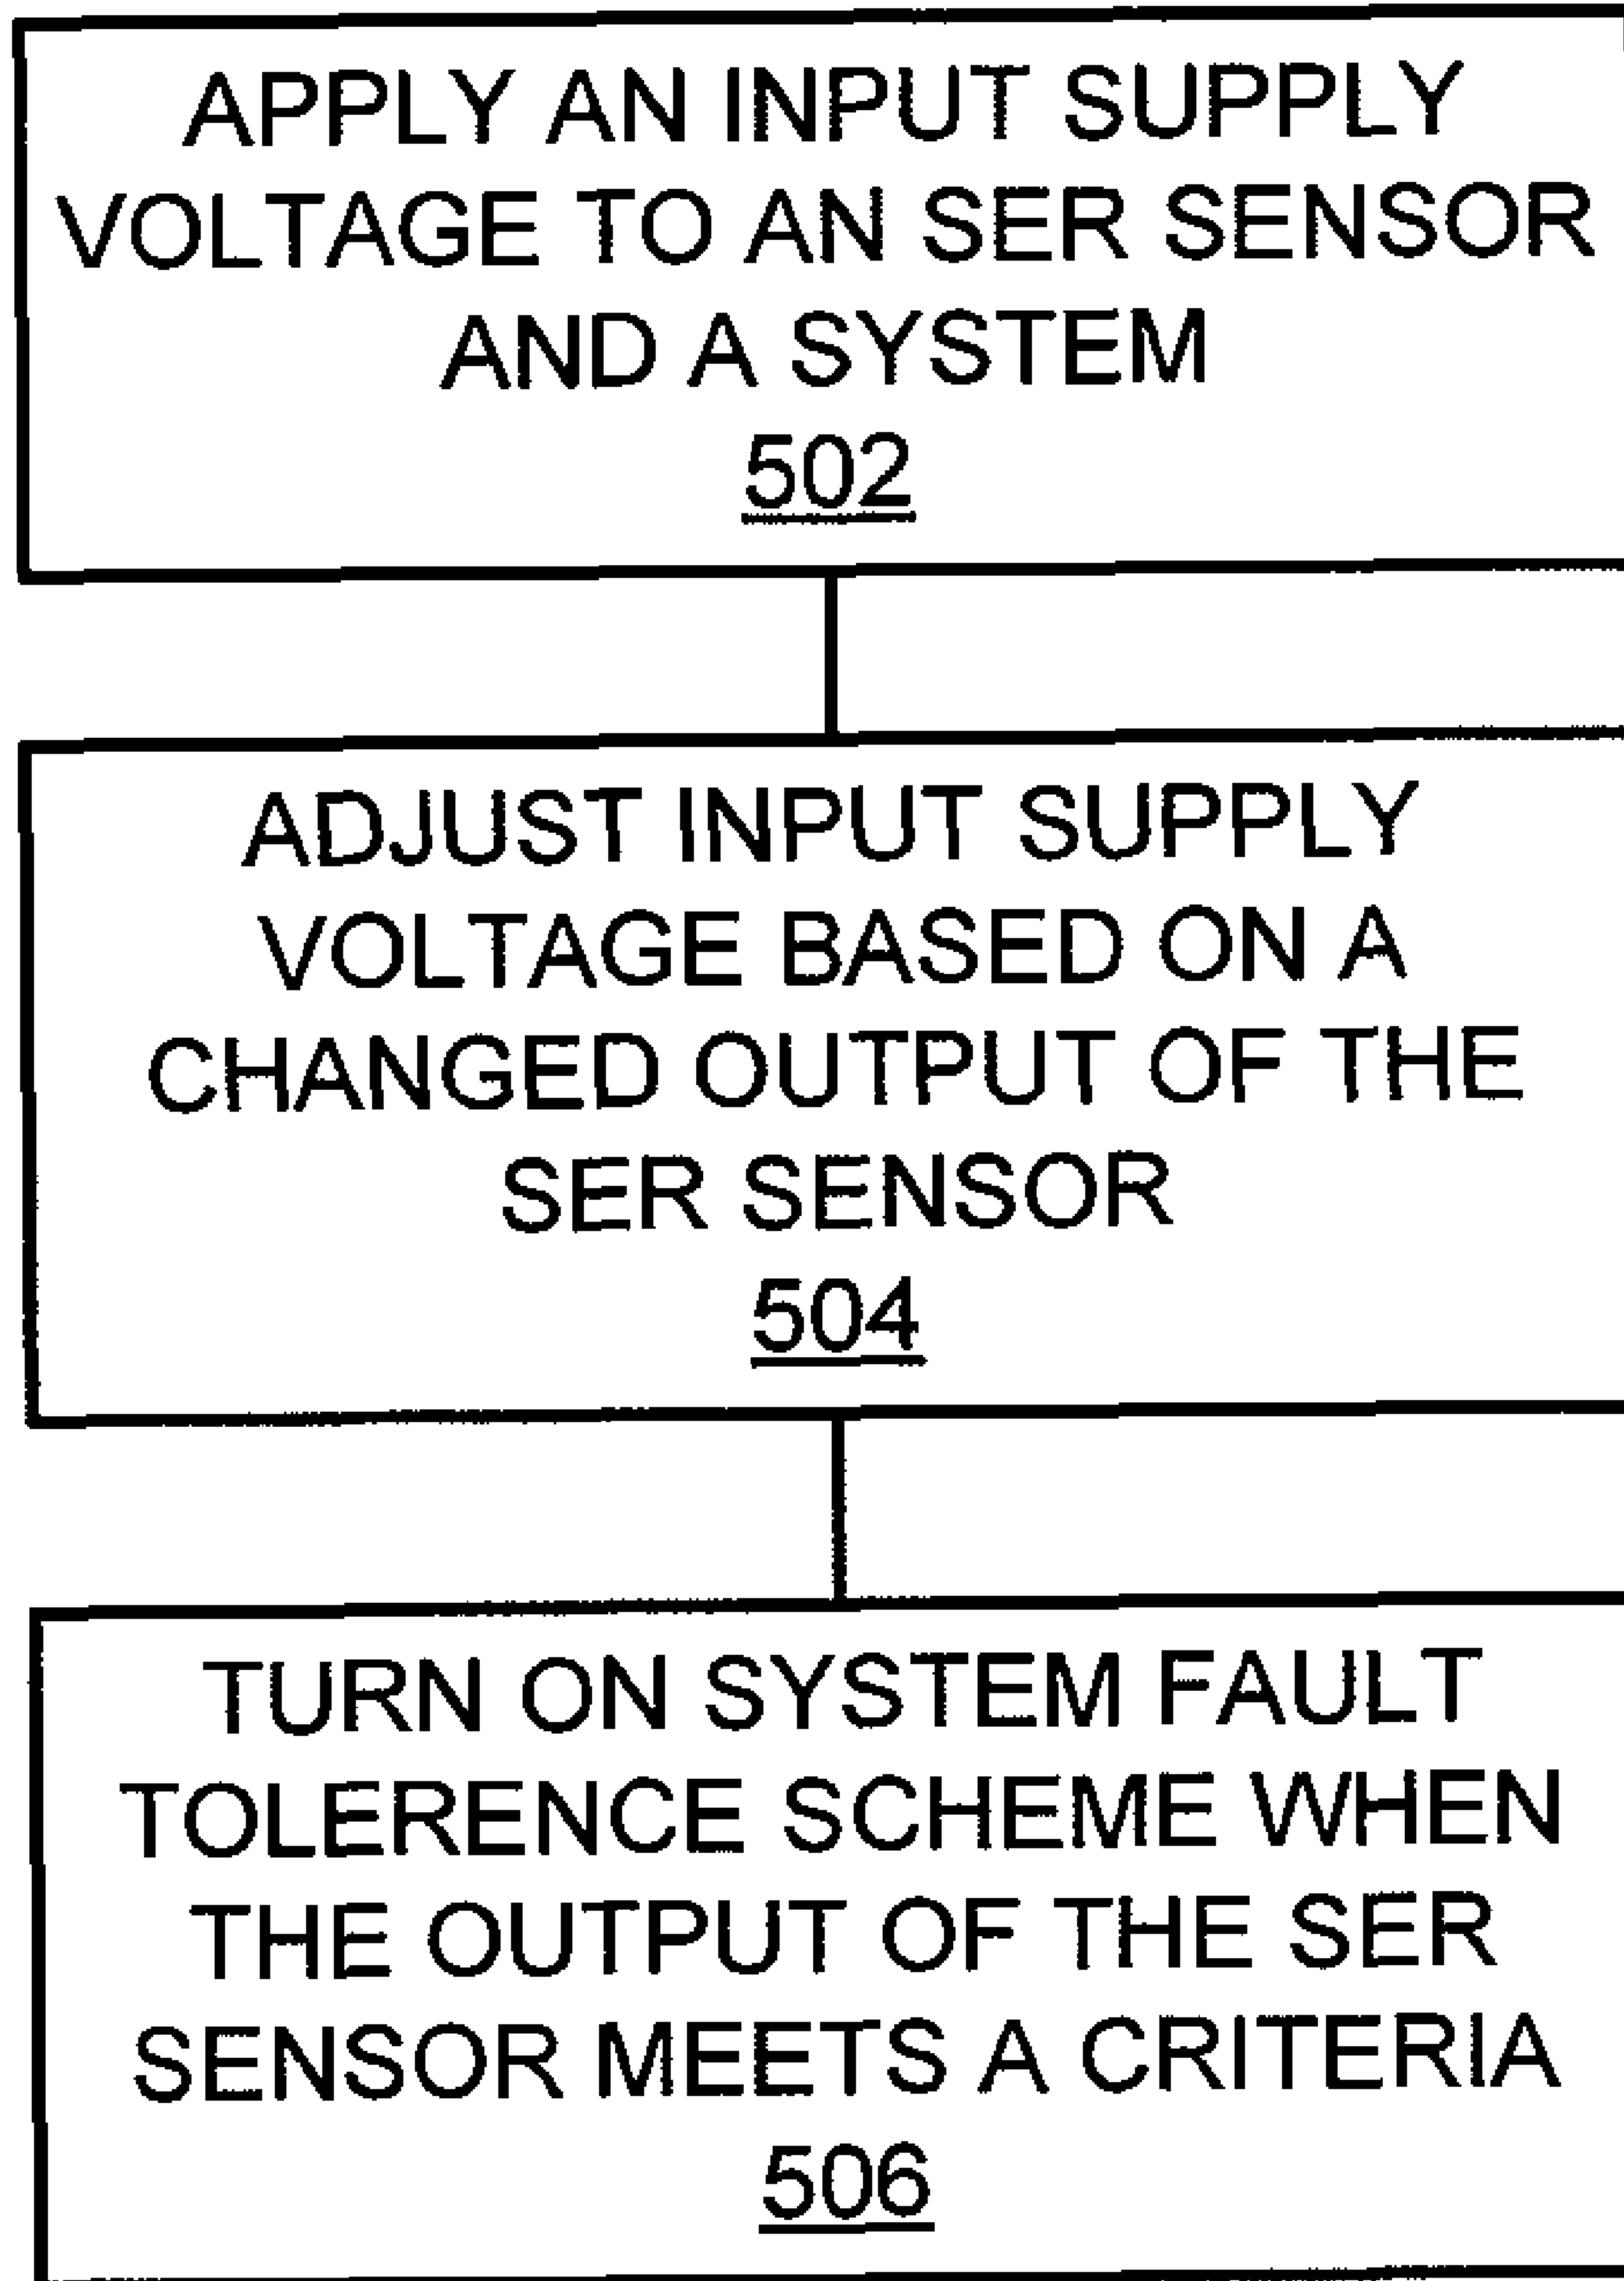 APPLY AN INPUT SUPPLY
VOLTAGE TO AN SER SENSOR
AND A SYSTEM
502
ADJUST INPUT SUPPLY
VOLTAGE BASED ON A
CHANGED OUTPUT OF THE
SER SENSOR
504
TURN ON SYSTEM FAULT
TOLERENCE SCHEME WHEN
THE OUTPUT OF THE SER
SENSOR MEETS A CRITERIA
506